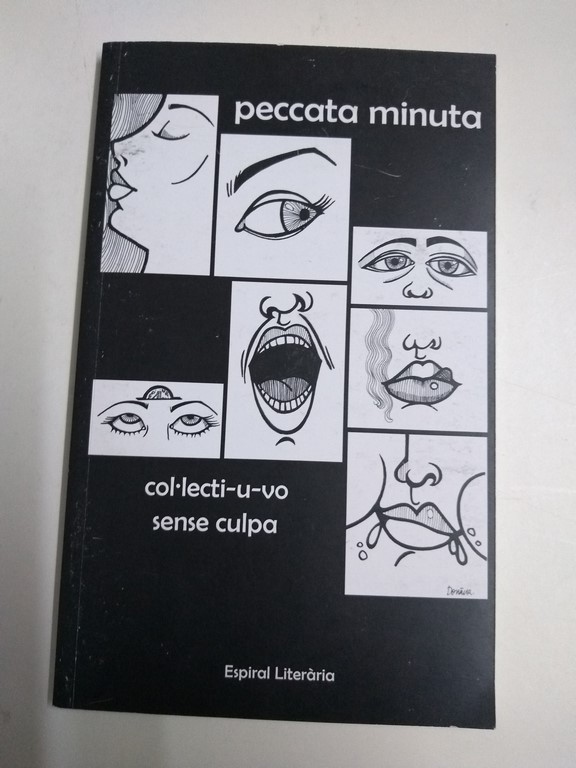 peccata minuta
col·lecti-u-vo
sense culpa
Espiral Literària